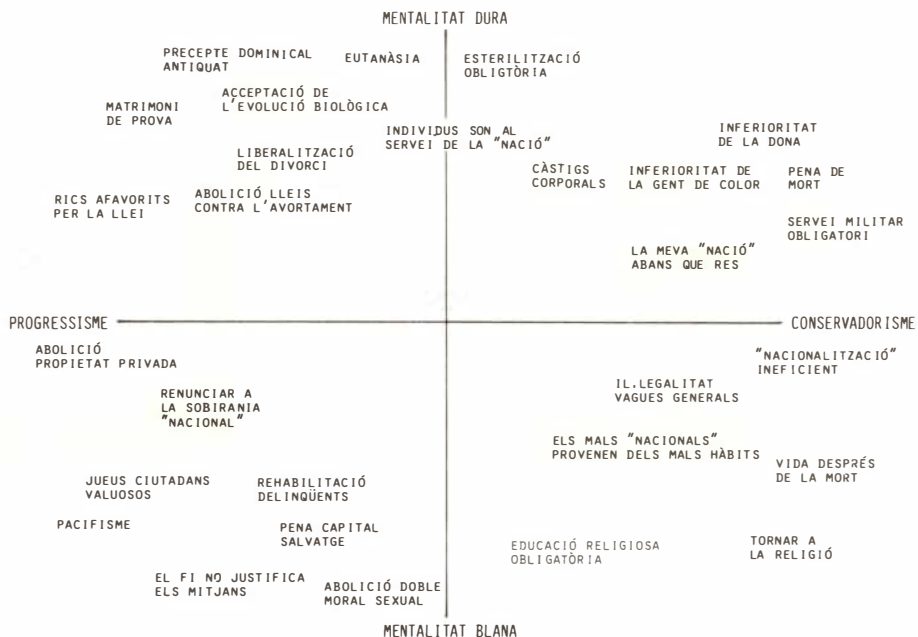 MENTALITAT DURA
PRECEPTE DOMINICAL
ANTIQUAT
EUTANÀSIA
ESTERILITZACIÓ
OBLIGTÒRIA
ACCEPTACIÓ DE
L'EVOLUCIÓ BIOLÒGICA
MATRIMONI
DE PROVA
INDIVIDUS SON AL
SERVEI DE LA "NACIÓ"
INFERIORITAT
DE LA DONA
LIBERALITZACIÓ
DEL DIVORCI
CÀSTIGS
CORPORALS
INFERIORITAT DE
LA GENT DE COLOR
PENA DE
MORT
RICS AFAVORITS
PER LA LLEI
ABOLICIÓ LLEIS
CONTRA L'AVORTAMENT
SERVEI MILITAR
OBLIGATORI
LA MEVA "NACIÓ"
ABANS QUE RES
PROGRESSISME
CONSERVADORISME
ABOLICIÓ
PROPIETAT PRIVADA
"NACIONALITZACIÓ"
INEFICIENT
RENUNCIAR A
LA SOBIRANIA
"NACIONAL"
IL.LEGALITAT
VAGUES GENERALS
ELS MALS "NACIONALS"
PROVENEN DELS MALS HÀBITS
VIDA DESPRÉS
DE LA MORT
JUEUS CIUTADANS
VALUOSOS
REHABILITACIÓ
DELINQÜENTS
PACIFISME
PENA CAPITAL
SALVATGE
EDUCACIÓ RELIGIOSA
OBLIGATÒRIA
TORNAR A
LA RELIGIÓ
EL FI NO JUSTIFICA
ELS MITJANS
ABOLICIÓ DOBLE
MORAL SEXUAL
MENTALITAT BLANA